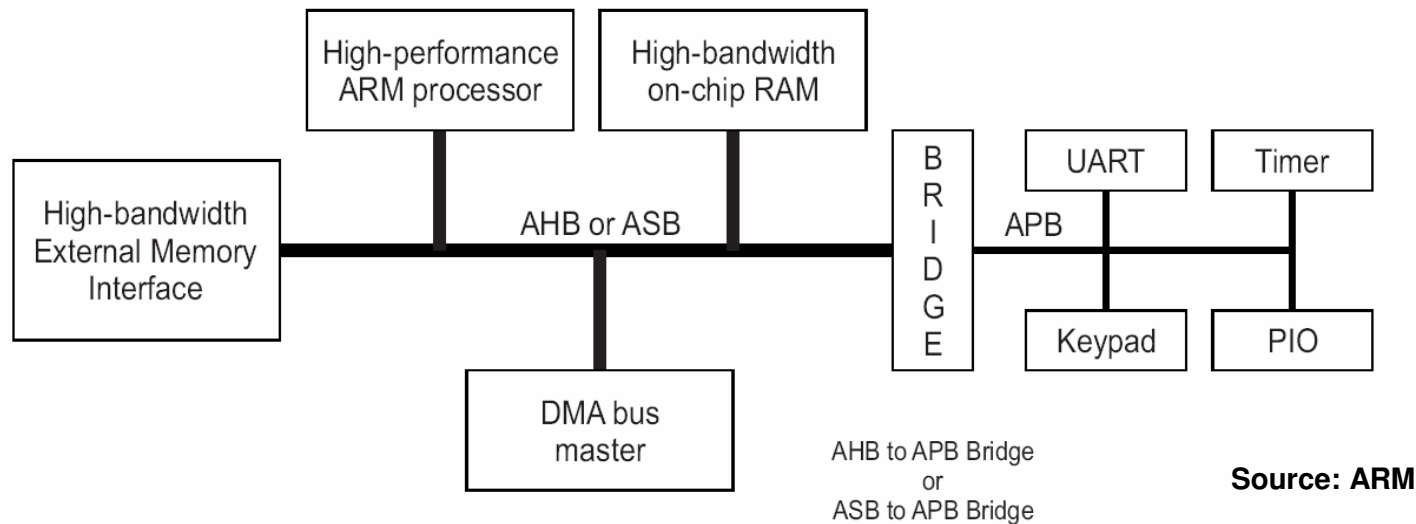 High-performance
ARM processor
High-bandwidth
on-chip RAM
High-bandwidth
External Memory
Interface
AHB or ASB
DMA bus
master
B
R
I
D
G
E
APB
UART
Timer
Keypad
PIO
AHB to APB Bridge
or
ASB to APB Bridge
Source: ARM